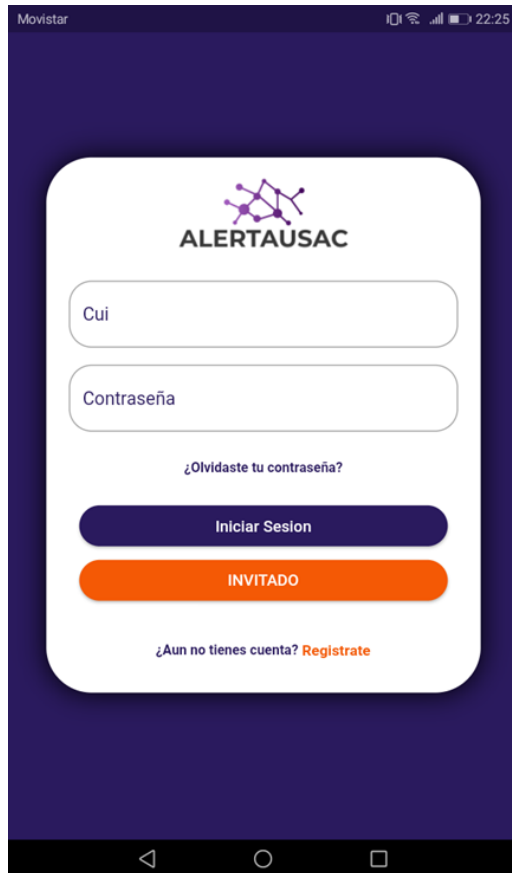 Movistar 22:25
ALERTAUSAC
Cui
Contraseña
¿Olvidaste tu contraseña?
Iniciar Sesion
INVITADO
¿Aun no tienes cuenta? Registrate